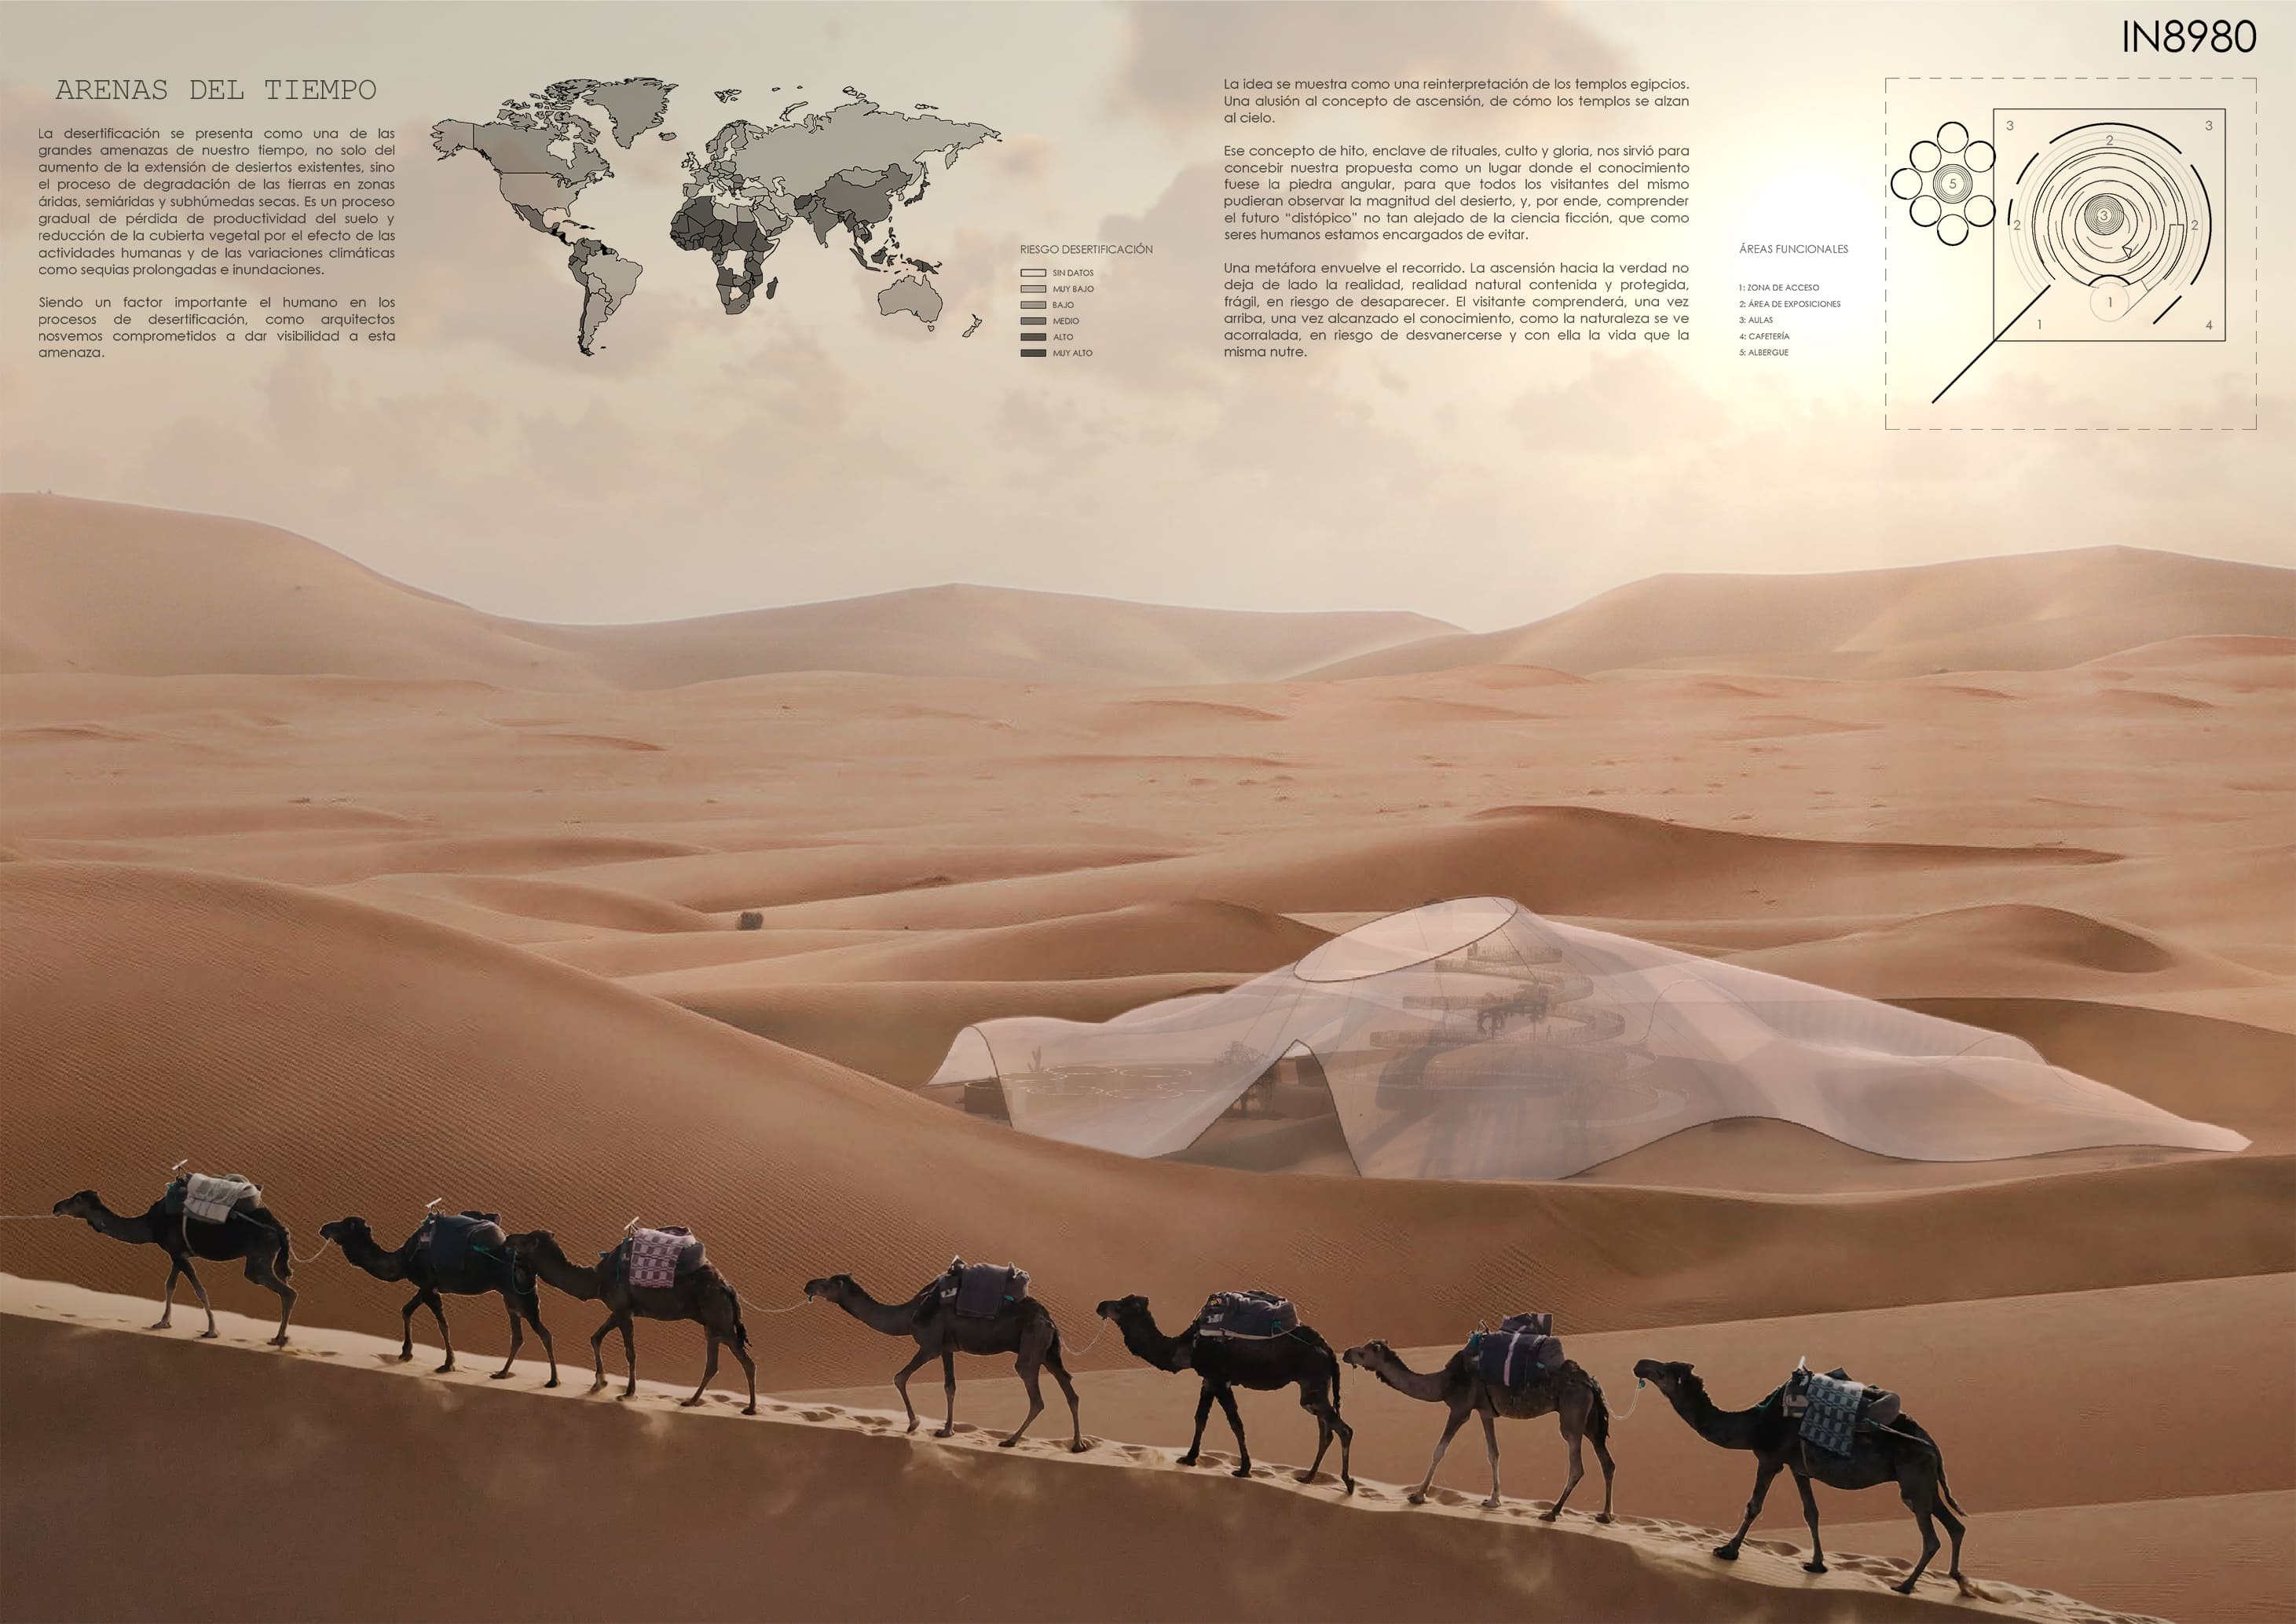 IN8980
ARENAS DEL TIEMPO
La desertificación se presenta como una de las
grandes amenazas de nuestro tiempo, no solo del
aumento de la extensión de desiertos existentes, sino
el proceso de degradación de las tierras en zonas
áridas, semiáridas y subhúmedas secas. Es un proceso
gradual de pérdida de productividad del suelo y
reducción de la cubierta vegetal por el efecto de las
actividades humanas y de las variaciones climáticas
como sequias prolongadas e inundaciones.
Siendo un factor importante el humano en los
procesos de desertificación, como arquitectos
nosvemos comprometidos a dar visibilidad a esta
amenaza.
RIESGO DESERTIFICACIÓN
SIN DATOS
MUY BAJO
BAJO
MEDIO
ALTO
MUY ALTO
La idea se muestra como una reinterpretación de los templos egipcios.
Una alusión al concepto de ascensión, de cómo los templos se alzan
al cielo.
Ese concepto de hito, enclave de rituales, culto y gloria, nos sirvió para
concebir nuestra propuesta como un lugar donde el conocimiento
fuese la piedra angular, para que todos los visitantes del mismo
pudieran observar la magnitud del desierto, y, por ende, comprender
el futuro “distópico” no tan alejado de la ciencia ficción, que como
seres humanos estamos encargados de evitar.
Una metáfora envuelve el recorrido. La ascensión hacia la verdad no
deja de lado la realidad, realidad natural contenida y protegida,
frágil, en riesgo de desaparecer. El visitante comprenderá, una vez
arriba, una vez alcanzado el conocimiento, como la naturaleza se ve
acorralada, en riesgo de desvanercerse y con ella la vida que la
misma nutre.
ÁREAS FUNCIONALES
1: ZONA DE ACCESO
2: ÁREA DE EXPOSICIONES
3: AULAS
4: CAFETERÍA
5: ALBERGUE
3
3
2
5
3
2
2
1
1
4